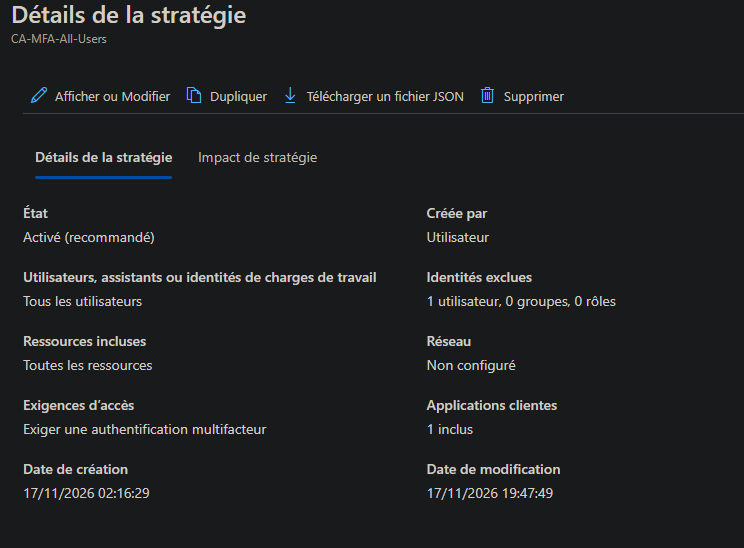 Détails de la stratégie
CA-MFA-All-Users
Afficher ou Modifier Dupliquer Télécharger un fichier JSON Supprimer
Détails de la stratégie Impact de stratégie
État Créée par
Activé (recommandé) Utilisateur
Utilisateurs, assistants ou identités de charges de travail Identités exclues
Tous les utilisateurs 1 utilisateur, 0 groupes, 0 rôles
Ressources incluses Réseau
Toutes les ressources Non configuré
Exigences d’accès Applications clientes
Exiger une authentification multifacteur 1 inclus
Date de création Date de modification
17/11/2026 02:16:29 17/11/2026 19:47:49